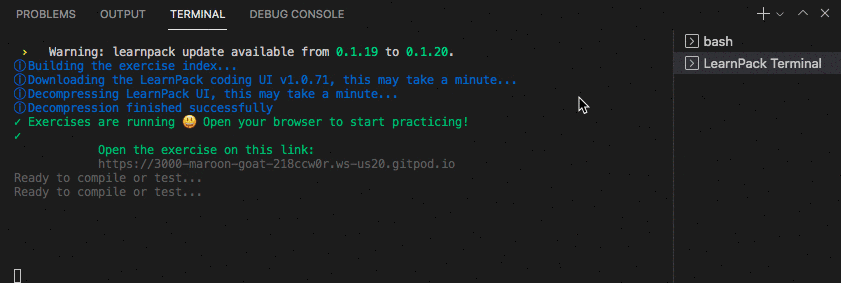 PROBLEMS OUTPUT TERMINAL DEBUG CONSOLE
› Warning: learnpack update available from 0.1.19 to 0.1.20.
ⓘ Building the exercise index...
ⓘ Downloading the LearnPack coding UI v1.0.71, this may take a minute...
ⓘ Decompressing LearnPack UI, this may take a minute...
ⓘ Decompression finished successfully
✓ Exercises are running 😃 Open your browser to start practicing!
✓
Open the exercise on this link:
https://3000-maroon-goat-218ccw0r.ws-us20.gitpod.io
Ready to compile or test...
Ready to compile or test...
bash
LearnPack Terminal